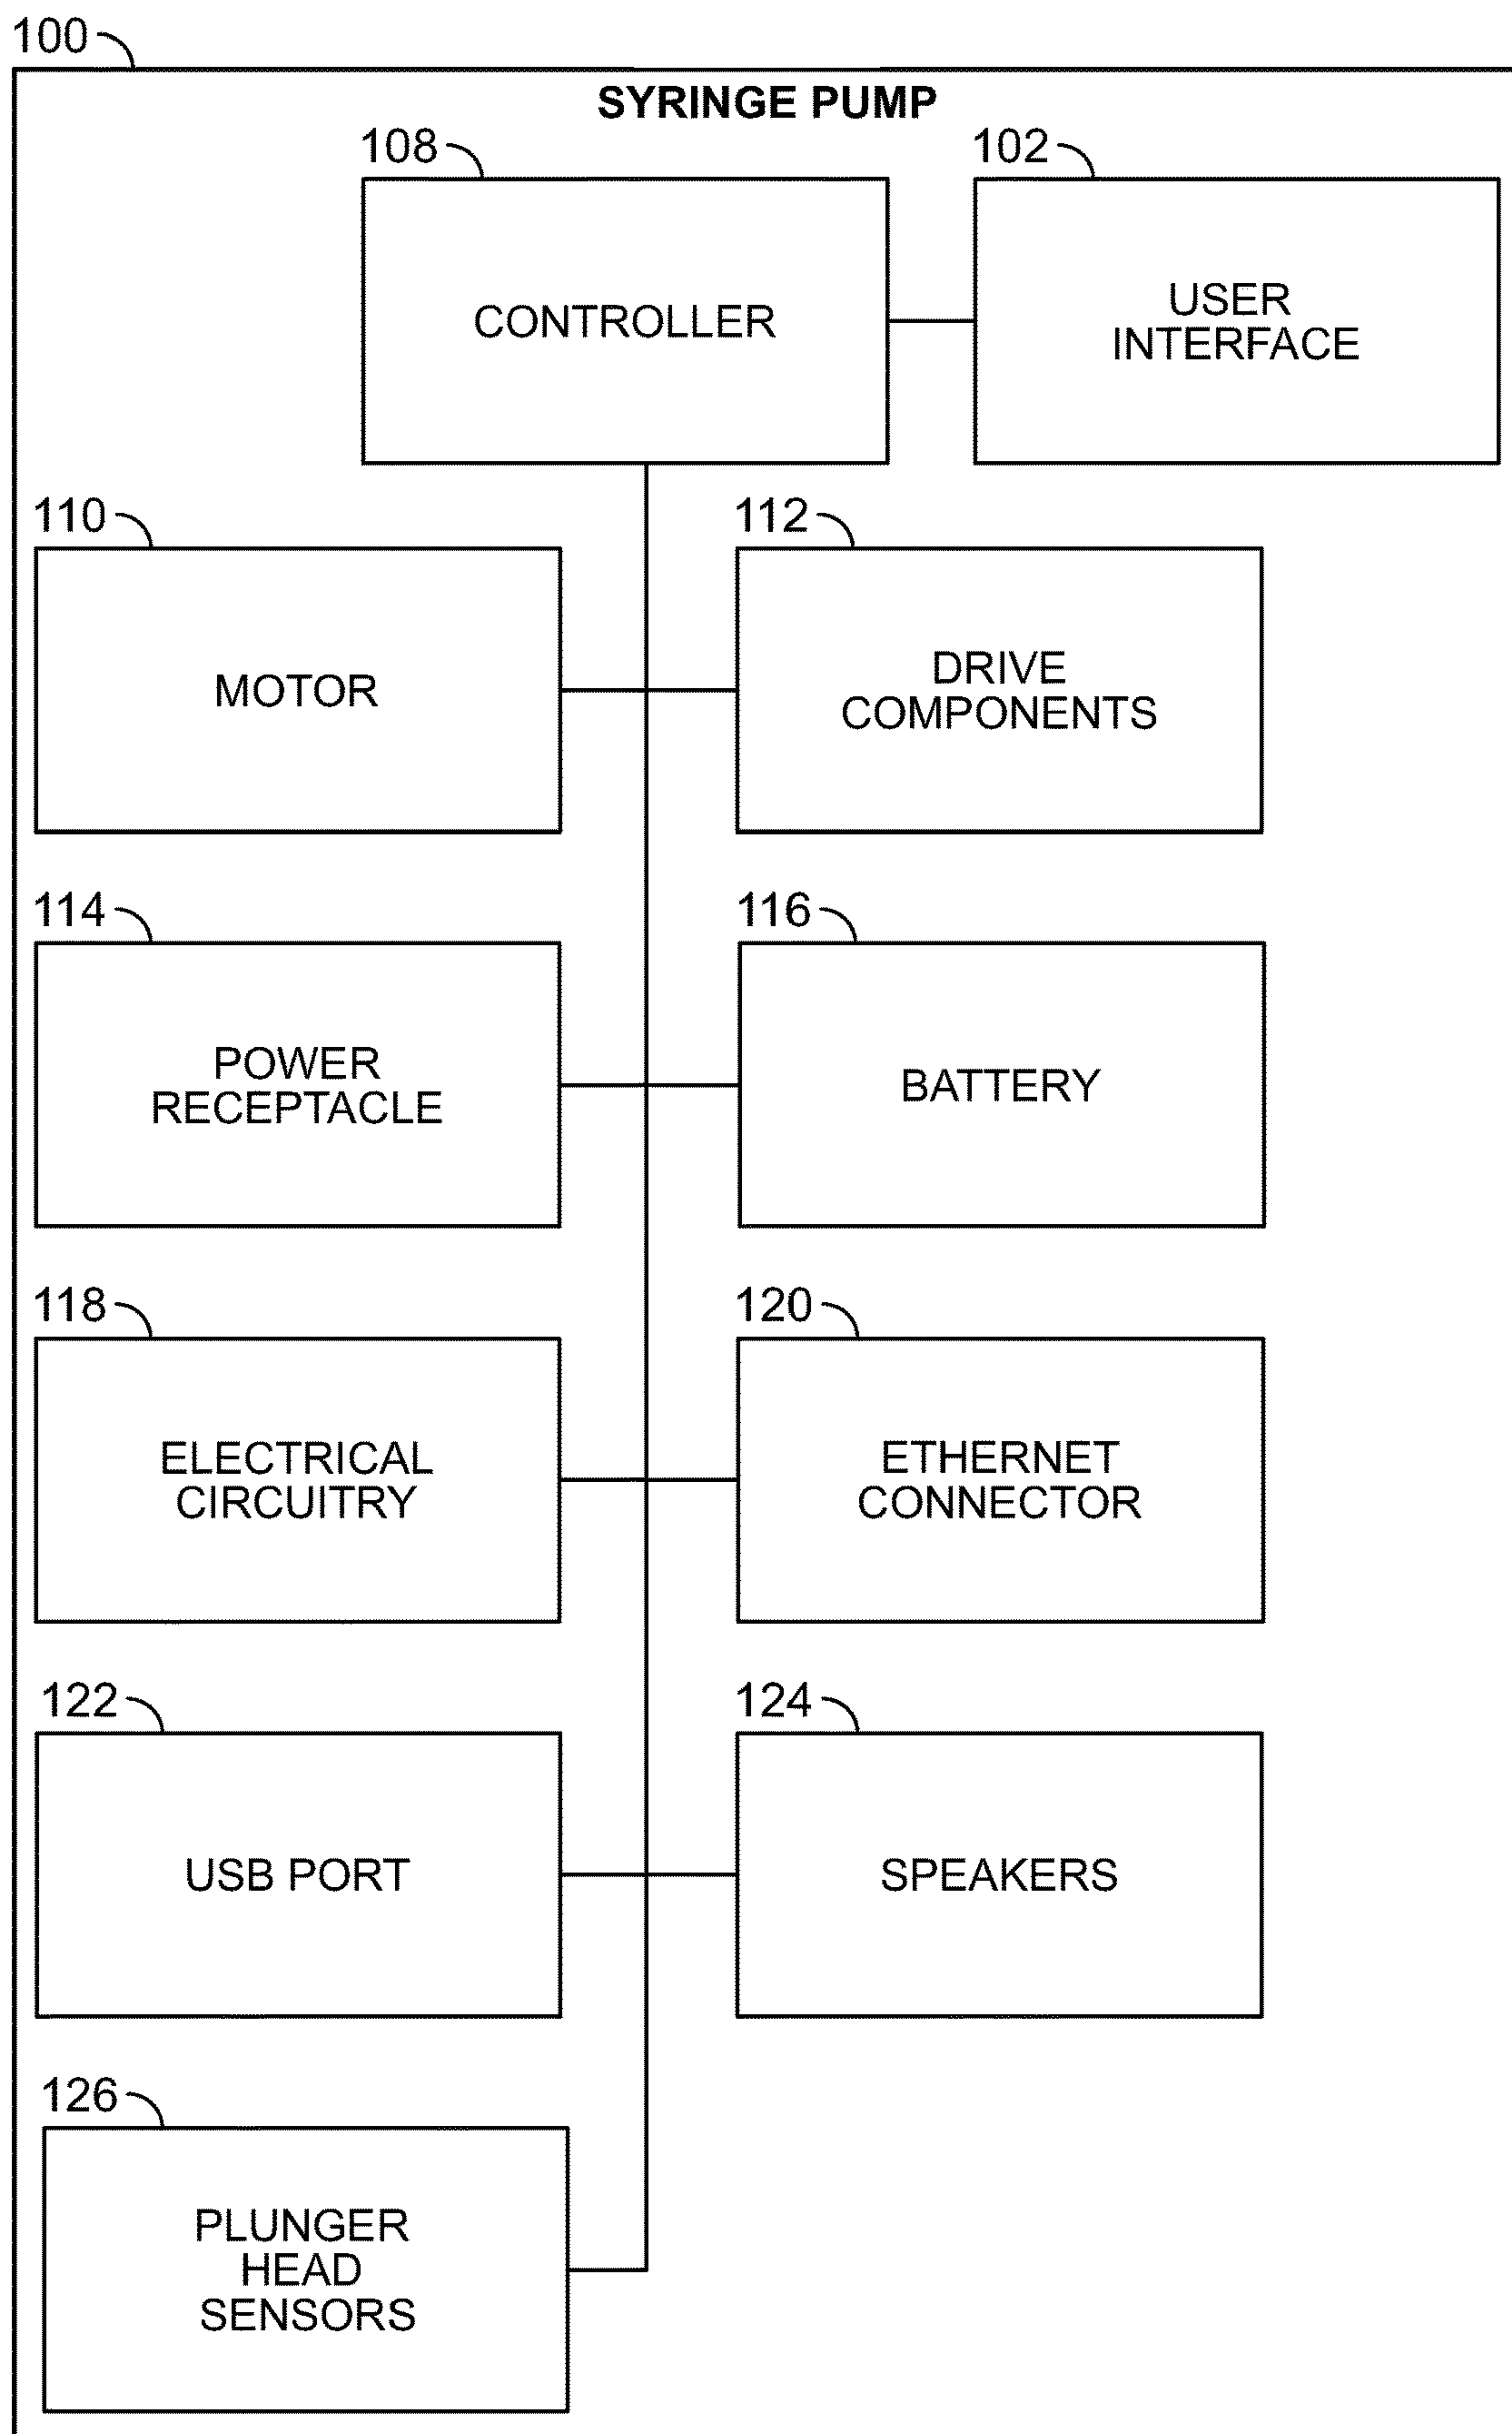 100
SYRINGE PUMP
108
102
CONTROLLER
USER
INTERFACE
110
112
MOTOR
DRIVE
COMPONENTS
114
116
POWER
RECEPTACLE
BATTERY
118
120
ELECTRICAL
CIRCUITRY
ETHERNET
CONNECTOR
122
124
USB PORT
SPEAKERS
126
PLUNGER
HEAD
SENSORS